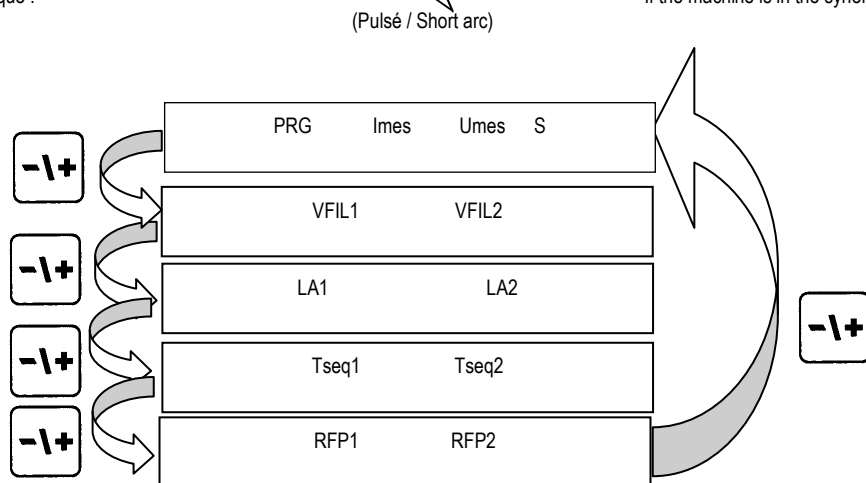 que :
If the machine is in the
(Pulsé / Short arc)
PRG Imes Umes S
-\+
VFIL1 VFIL2
-\+
LA1 LA2
-\+
Tseq1 Tseq2
-\+
RFP1 RFP2
-\+